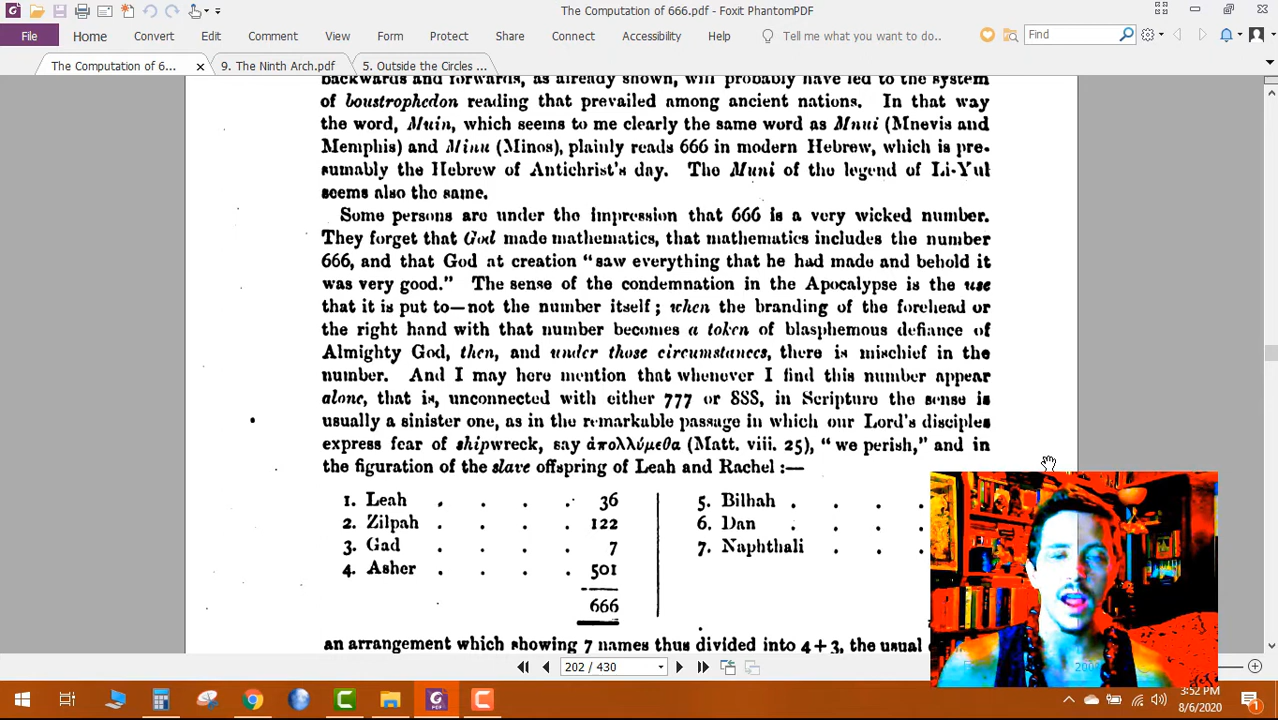 The Computation of 666.pdf - Foxit PhantomPDF
File Home Convert Edit Comment View Form Protect Share Connect Accessibility Help Tell me what you want to do.. Find
The Computation of 6... 9. The Ninth Arch.pdf 5. Outside the Circles ...
backwards and forwards, as already shown, will probably have led to the system
of boustrophedon reading that prevailed among ancient nations. In that way
the word, Muin, which seems to me clearly the same word as Mnui (Mnevis and
Memphis) and Minu (Minos), plainly reads 666 in modern Hebrew, which is pre-
sumably the Hebrew of Antichrist's day. The Muni of the legend of Li-Yul
seems also the same.
Some persons are under the impression that 666 is a very wicked number.
They forget that God made mathematics, that mathematics includes the number
666, and that God at creation "saw everything that he had made and behold it
was very good." The sense of the condemnation in the Apocalypse is the use
that it is put to—not the number itself; when the branding of the forehead or
the right hand with that number becomes a token of blasphemous defiance of
Almighty God, then, and under those circumstances, there is mischief in the
number. And I may here mention that whenever I find this number appear
alone, that is, unconnected with either 777 or 888, in Scripture the sense is
usually a sinister one, as in the remarkable passage in which our Lord's disciples
express fear of shipwreck, say ἀπολλύμεθα (Matt. viii. 25), "we perish," and in
the figuration of the slave offspring of Leah and Rachel :—
1. Leah . . . . 36
2. Zilpah . . . . 122
3. Gad . . . . 7
4. Asher . . . . 501
666
5. Bilhah . . .
6. Dan . . .
7. Naphthali . . .
an arrangement which showing 7 names thus divided into 4+3, the usual
202 / 430
3:52 PM
8/6/2020